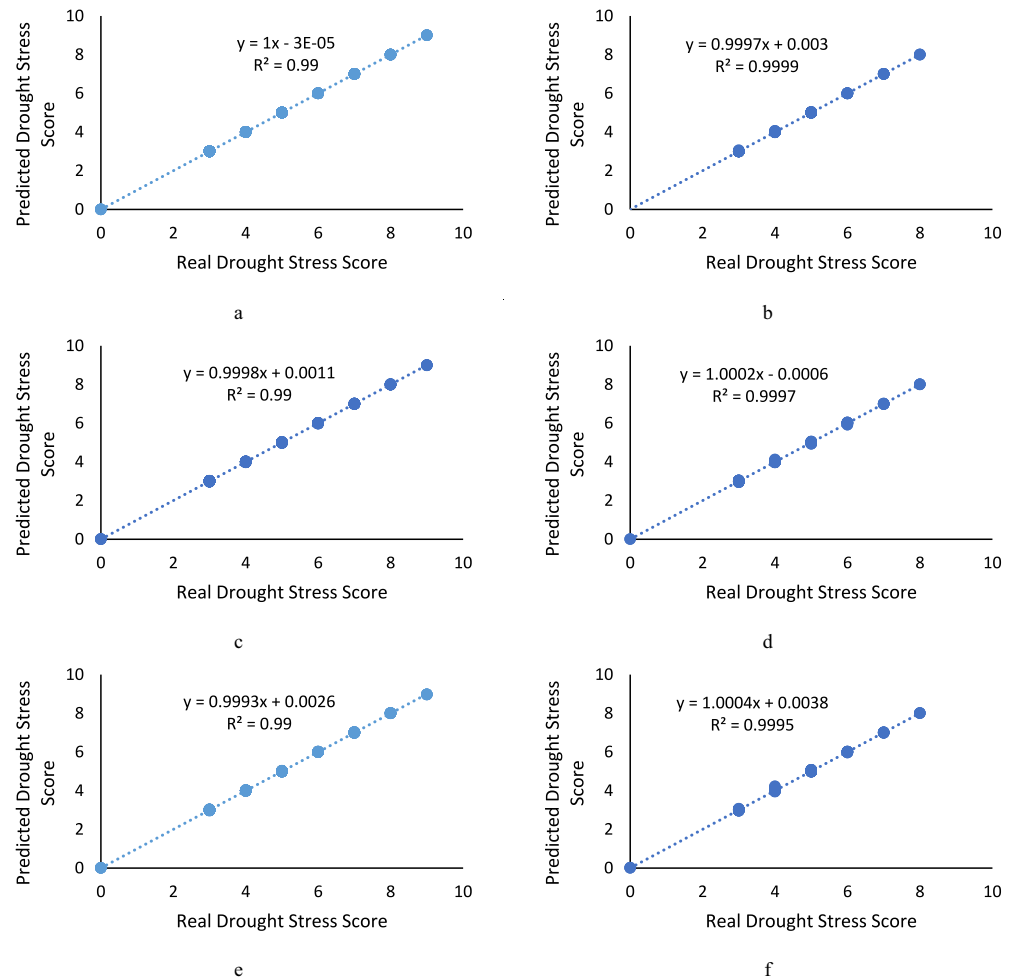 10
8
6
4
2
0
Predicted Drought Stress
Score
y = 1x - 3E-05
R² = 0.99
0 2 4 6 8 10
Real Drought Stress Score
a
10
8
6
4
2
0
Predicted Drought Stress
Score
y = 0.9997x + 0.003
R² = 0.9999
0 2 4 6 8 10
Real Drought Stress Score
b
10
8
6
4
2
0
Predicted Drought Stress
Score
y = 0.9998x + 0.0011
R² = 0.99
0 2 4 6 8 10
Real Drought Stress Score
c
10
8
6
4
2
0
Predicted Drought Stress
Score
y = 1.0002x - 0.0006
R² = 0.9997
0 2 4 6 8 10
Real Drought Stress Score
d
10
8
6
4
2
0
Predicted Drought Stress
Score
y = 0.9993x + 0.0026
R² = 0.99
0 2 4 6 8 10
Real Drought Stress Score
e
10
8
6
4
2
0
Predicted Drought Stress
Score
y = 1.0004x + 0.0038
R² = 0.9995
0 2 4 6 8 10
Real Drought Stress Score
f